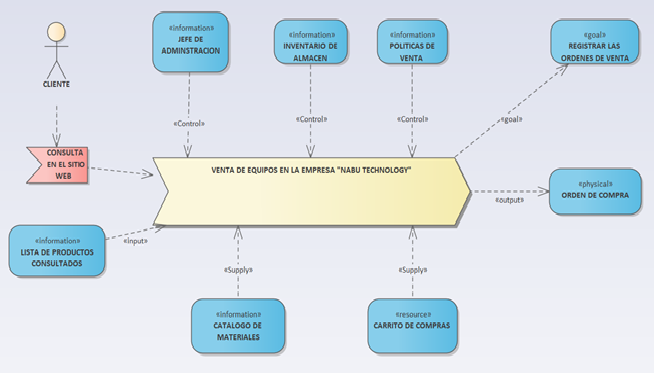 «information»
JEFE DE
ADMINSTRACION
«information»
INVENTARIO DE
ALMACEN
«information»
POLITICAS DE
VENTA
«goal»
REGISTRAR LAS
ORDENES DE VENTA
CLIENTE
«Control»
«Control»
«Control»
«goal»
CONSULTA
EN EL SITIO
WEB
VENTA DE EQUIPOS EN LA EMPRESA "NABU TECHNOLOGY"
«physical»
ORDEN DE COMPRA
«output»
«information»
LISTA DE PRODUCTOS
CONSULTADOS
«input»
«Supply»
«Supply»
«information»
CATALOGO DE
MATERIALES
«resource»
CARRITO DE COMPRAS